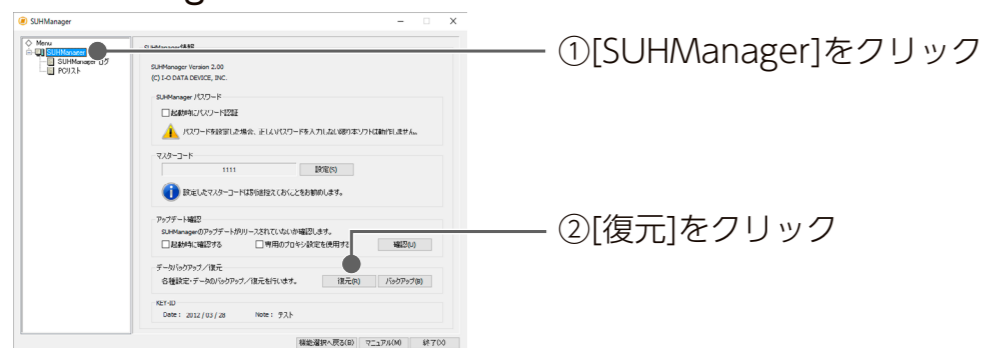 SUHManager
Menu
SUHManager
SUHManager ログ
PCリスト
SUHManager情報
SUHManager Version 2.00
(C) I-O DATA DEVICE, INC.
SUHManager パスワード
起動時にパスワード認証
パスワードを設定した場合、正しいパスワードを入力しない限り本ソフトは動作しません。
マスターコード
1111
設定(S)
設定したマスターコードは別途控えておくことをお勧めします。
アップデート確認
SUHManagerのアップデートがリリースされていないか確認します。
起動時に確認する 専用のプロキシ設定を使用する 確認(U)
データバックアップ／復元
各種設定・データのバックアップ／復元を行います。 復元(R) バックアップ(B)
KEY-ID
Date : 2012 / 03 / 28 Note : テスト
機能選択へ戻る(B) マニュアル(M) 終了(X)
①[SUHManager]をクリック
②[復元]をクリック